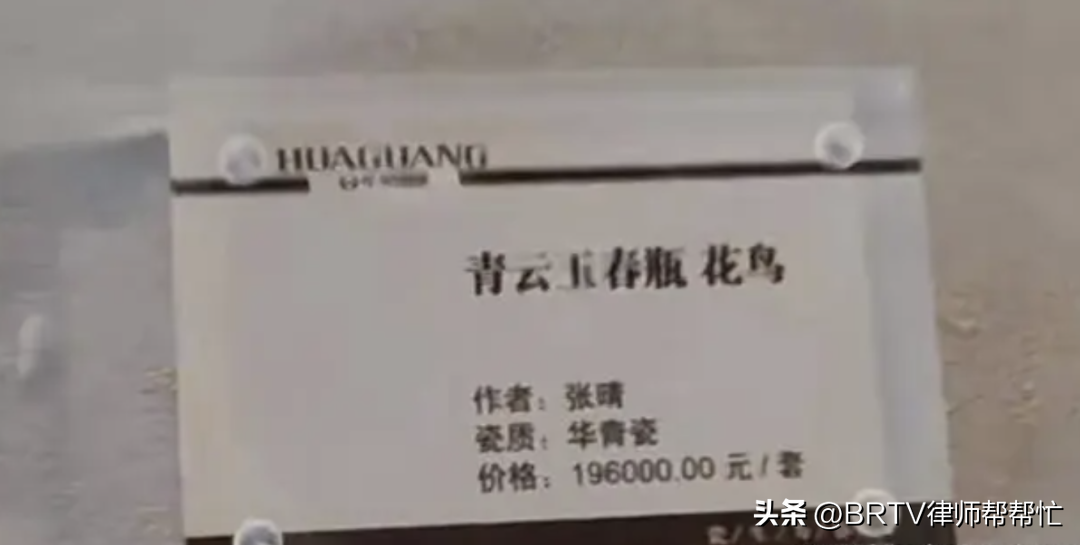 HUAGUANG
青云玉春瓶 花鸟
作者：张晴
瓷质：华青瓷
价格：196000.00 元 / 套
头条 @BRTV律师帮帮忙